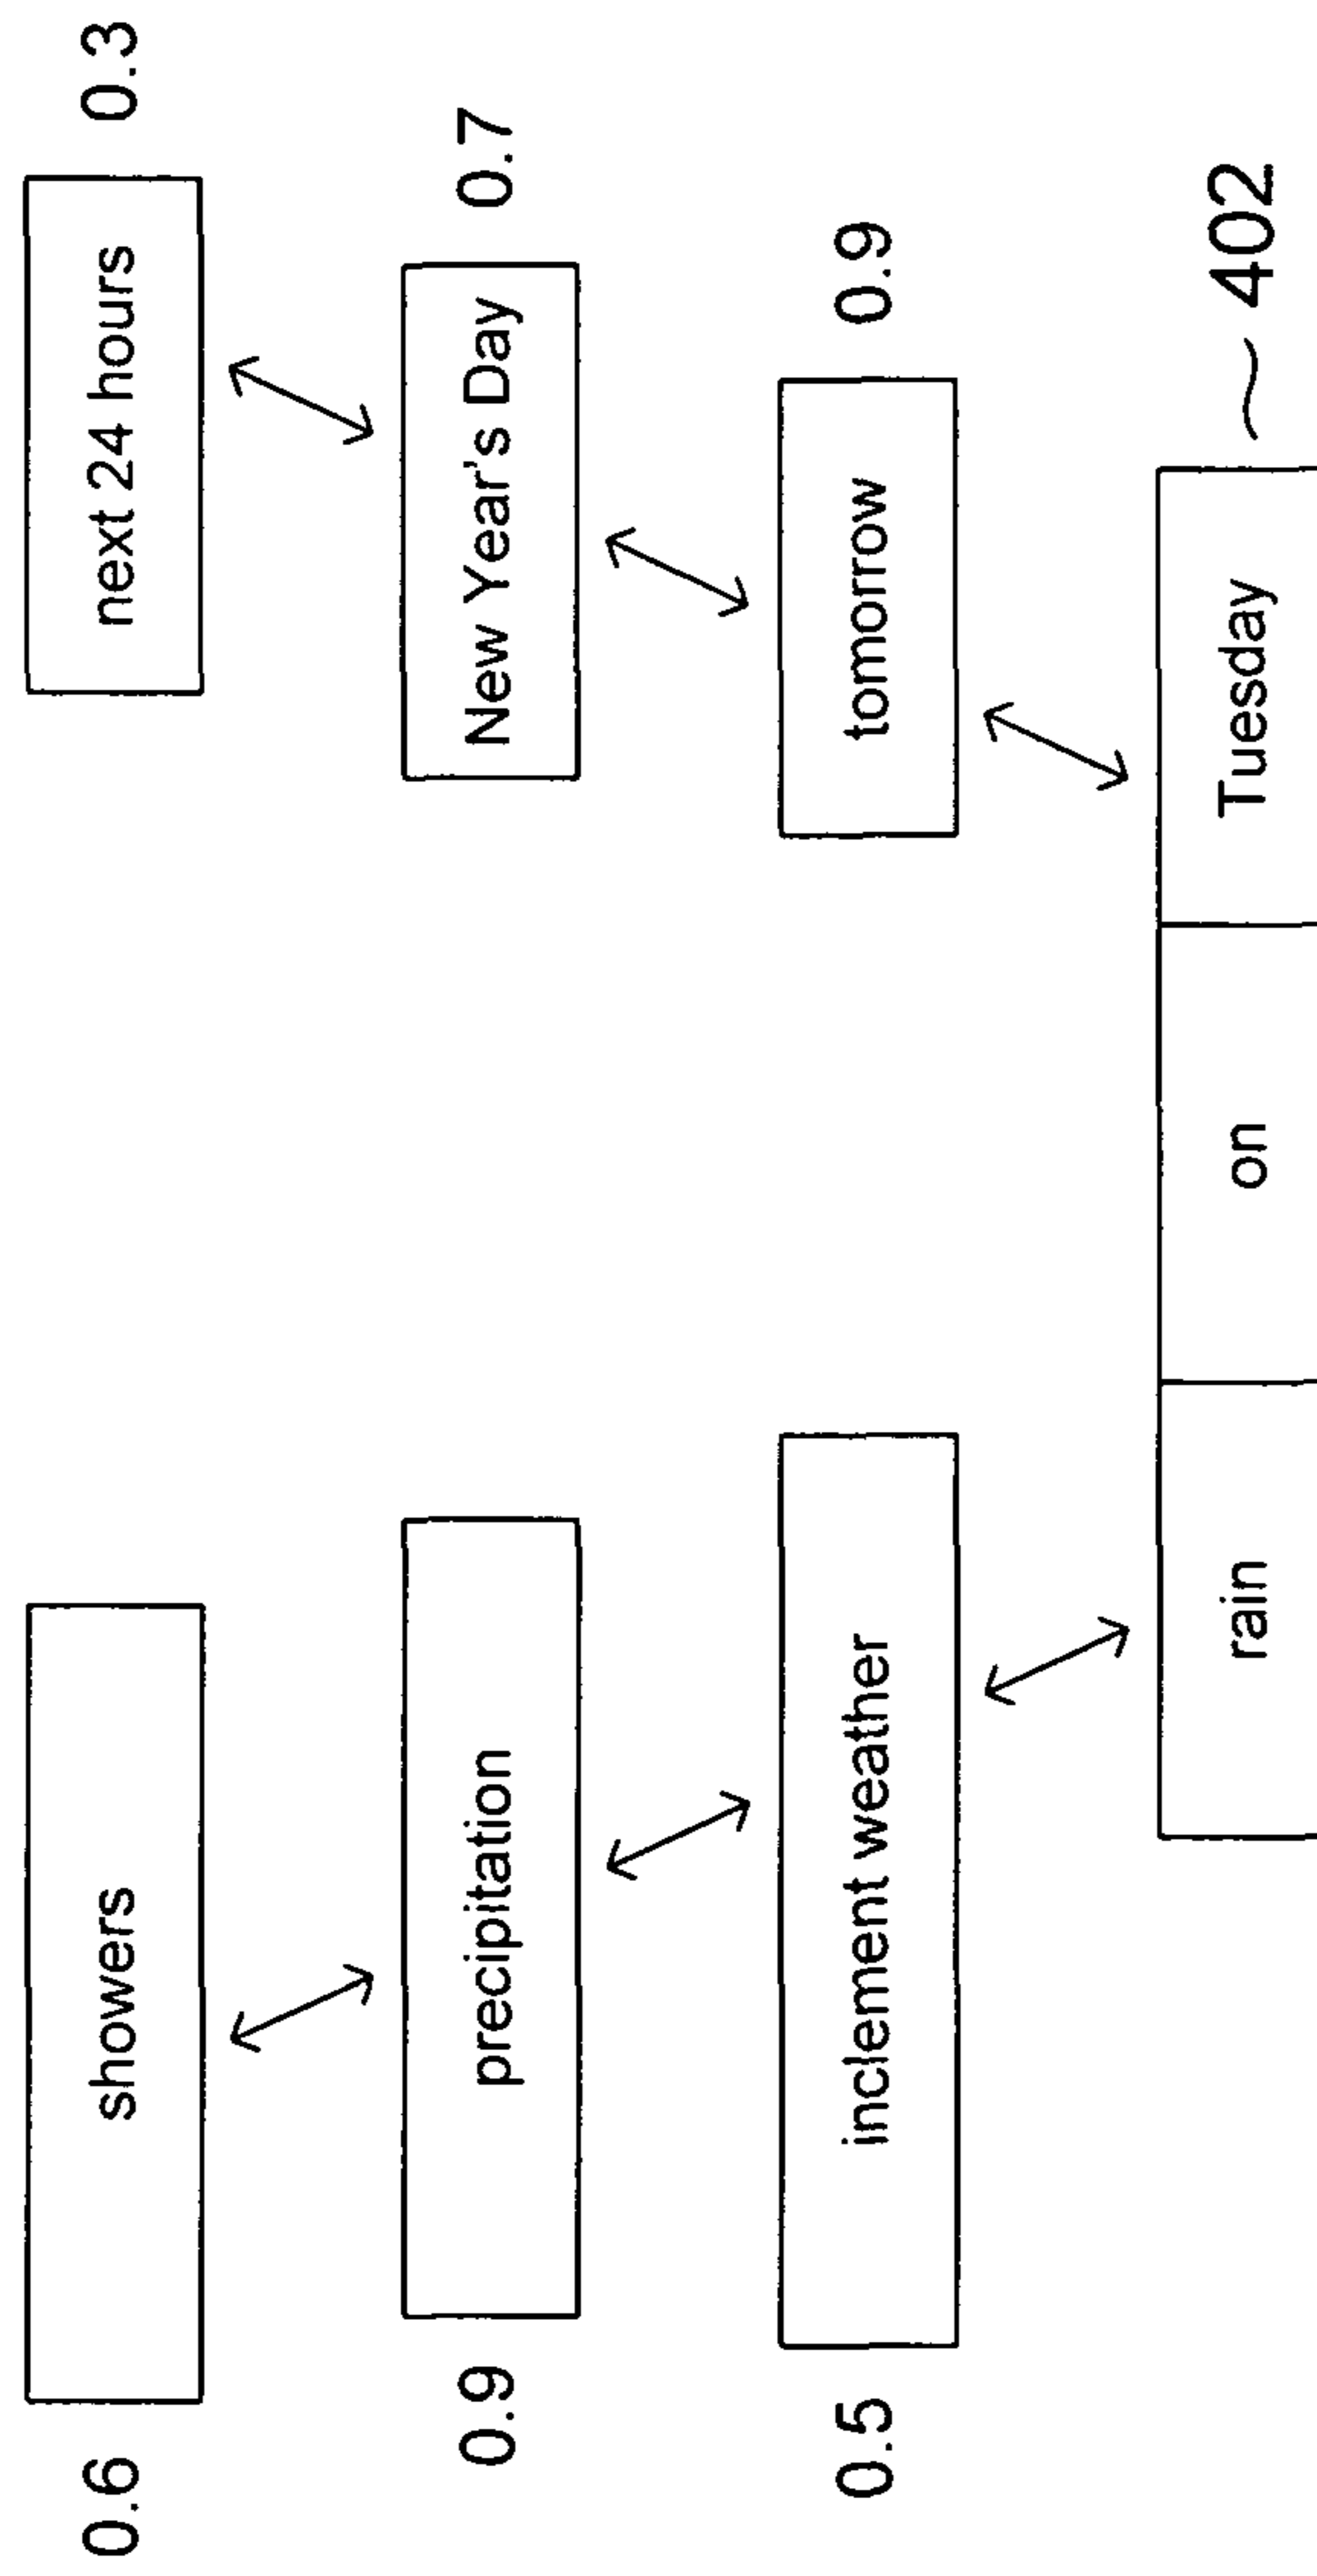 0.6 showers next 24 hours 0.3
0.9 precipitation New Year's Day 0.7
0.5 inclement weather tomorrow 0.9
rain on Tuesday 402